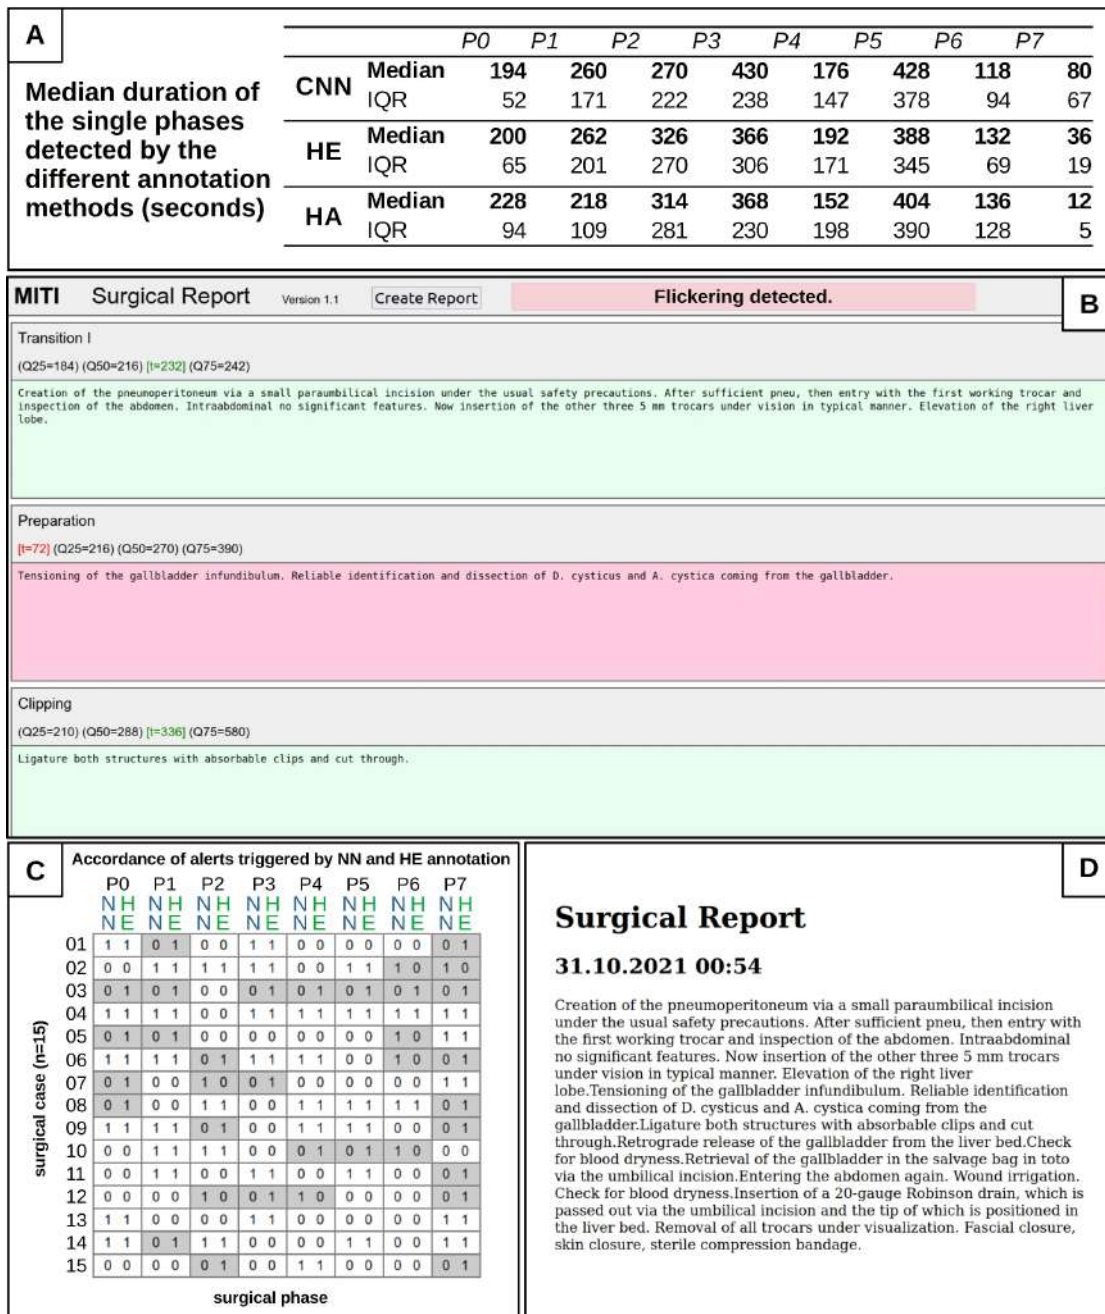 A
Median duration of
the single phases
detected by the
different annotation
methods (seconds)
P0 P1 P2 P3 P4 P5 P6 P7
CNN
Median 194 260 270 430 176 428 118 80
IQR 52 171 222 238 147 378 94 67
HE
Median 200 262 326 366 192 388 132 36
IQR 65 201 270 306 171 345 69 19
HA
Median 228 218 314 368 152 404 136 12
IQR 94 109 281 230 198 390 128 5
MITI Surgical Report Version 1.1 Create Report Flickering detected.
B
Transition I
(Q25=184) (Q50=216) [t=232] (Q75=242)
Creation of the pneumoperitoneum via a small paraumbilical incision under the usual safety precautions. After sufficient pneu, then entry with the first working trocar and
inspection of the abdomen. Intraabdominal no significant features. Now insertion of the other three 5 mm trocars under vision in typical manner. Elevation of the right liver
lobe.
Preparation
[t=72] (Q25=216) (Q50=270) (Q75=390)
Tensioning of the gallbladder infundibulum. Reliable identification and dissection of D. cysticus and A. cystica coming from the gallbladder.
Clipping
(Q25=210) (Q50=288) [t=336] (Q75=580)
Ligature both structures with absorbable clips and cut through.
C
Accordance of alerts triggered by NN and HE annotation
P0 P1 P2 P3 P4 P5 P6 P7
N H N H N H N H N H N H N H N H
N E N E N E N E N E N E N E N E
01 1 1 0 1 0 0 1 1 0 0 0 0 0 0 0 1
02 0 0 1 1 1 1 1 1 0 0 1 1 1 0 1 0
03 0 1 0 1 0 0 0 1 0 1 0 1 0 1 0 1
04 1 1 1 1 0 0 1 1 1 1 1 1 1 1 1 1
05 0 1 0 1 0 0 0 0 0 0 0 0 1 0 1 1
06 1 1 1 1 0 1 1 1 1 1 0 0 1 0 0 1
07 0 1 0 0 1 0 0 1 0 0 0 0 0 0 1 1
08 0 1 0 0 1 1 0 0 1 1 1 1 1 1 0 1
09 1 1 1 1 0 1 0 0 1 1 1 1 0 0 0 1
10 0 0 1 1 1 1 0 0 0 1 0 1 1 0 0 0
11 0 0 1 1 0 0 1 1 0 0 1 1 0 0 0 1
12 0 0 0 0 1 0 0 1 1 0 0 0 0 0 0 1
13 1 1 0 0 0 0 1 1 0 0 0 0 0 0 1 1
14 1 1 0 1 1 1 0 0 0 0 1 1 0 0 1 1
15 0 0 0 0 0 1 0 0 1 1 0 0 0 0 0 1
surgical case (n=15)
surgical phase
D
Surgical Report
31.10.2021 00:54
Creation of the pneumoperitoneum via a small paraumbilical incision
under the usual safety precautions. After sufficient pneu, then entry with
the first working trocar and inspection of the abdomen. Intraabdominal
no significant features. Now insertion of the other three 5 mm trocars
under vision in typical manner. Elevation of the right liver
lobe.Tensioning of the gallbladder infundibulum. Reliable identification
and dissection of D. cysticus and A. cystica coming from the
gallbladder.Ligature both structures with absorbable clips and cut
through.Retrograde release of the gallbladder from the liver bed.Check
for blood dryness.Retrieval of the gallbladder in the salvage bag in toto
via the umbilical incision.Entering the abdomen again. Wound irrigation.
Check for blood dryness.Insertion of a 20-gauge Robinson drain, which is
passed out via the umbilical incision and the tip of which is positioned in
the liver bed. Removal of all trocars under visualization. Fascial closure,
skin closure, sterile compression bandage.